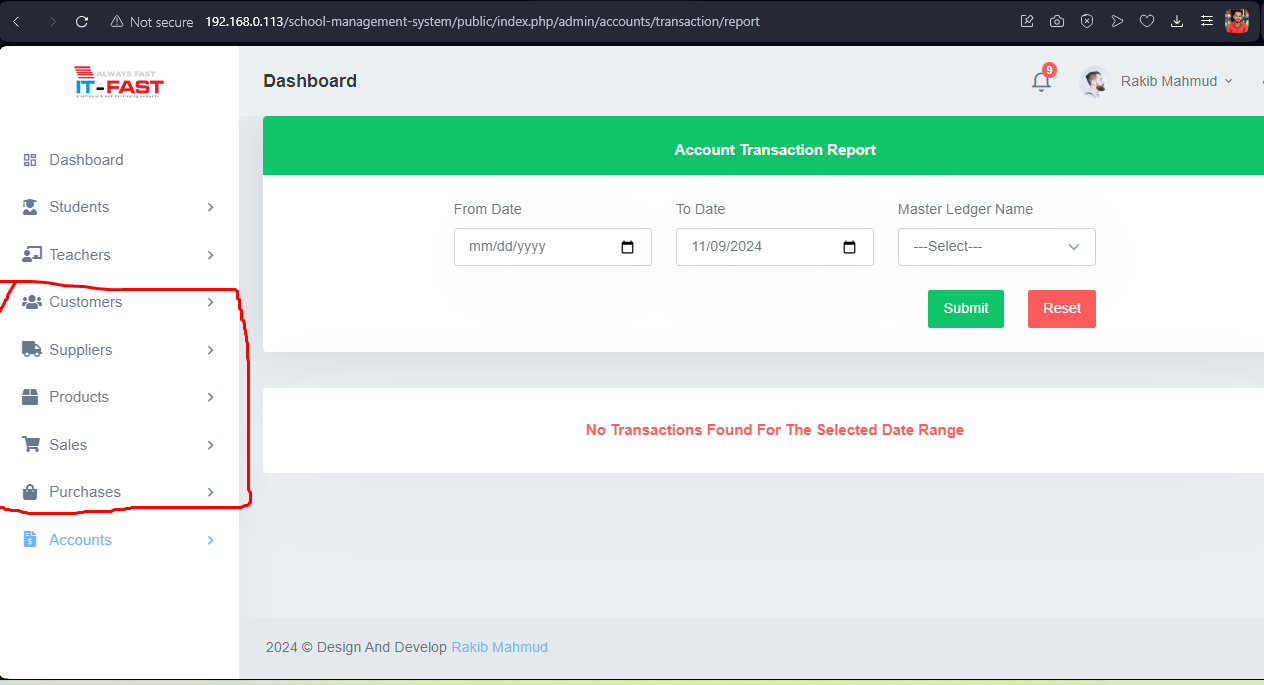 Not secure 192.168.0.113/school-management-system/public/index.php/admin/accounts/transaction/report
ALWAYS FAST
IT-FAST
Dashboard
9
Rakib Mahmud
Dashboard
Students
Teachers
Customers
Suppliers
Products
Sales
Purchases
Accounts
Account Transaction Report
From Date To Date Master Ledger Name
mm/dd/yyyy 11/09/2024 ---Select---
Submit Reset
No Transactions Found For The Selected Date Range
2024 © Design And Develop Rakib Mahmud